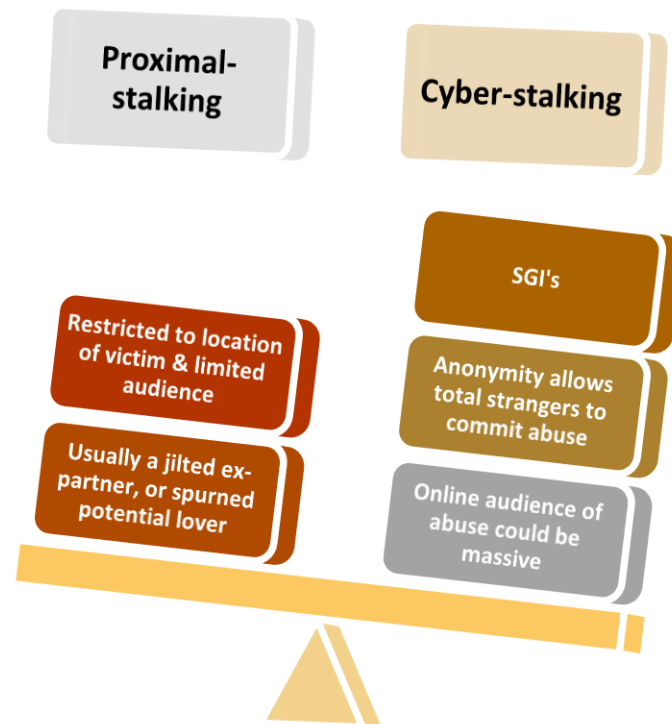 Proximal-
stalking
Cyber-stalking
Restricted to location
of victim & limited
audience
Usually a jilted ex-
partner, or spurned
potential lover
SGI's
Anonymity allows
total strangers to
commit abuse
Online audience of
abuse could be
massive